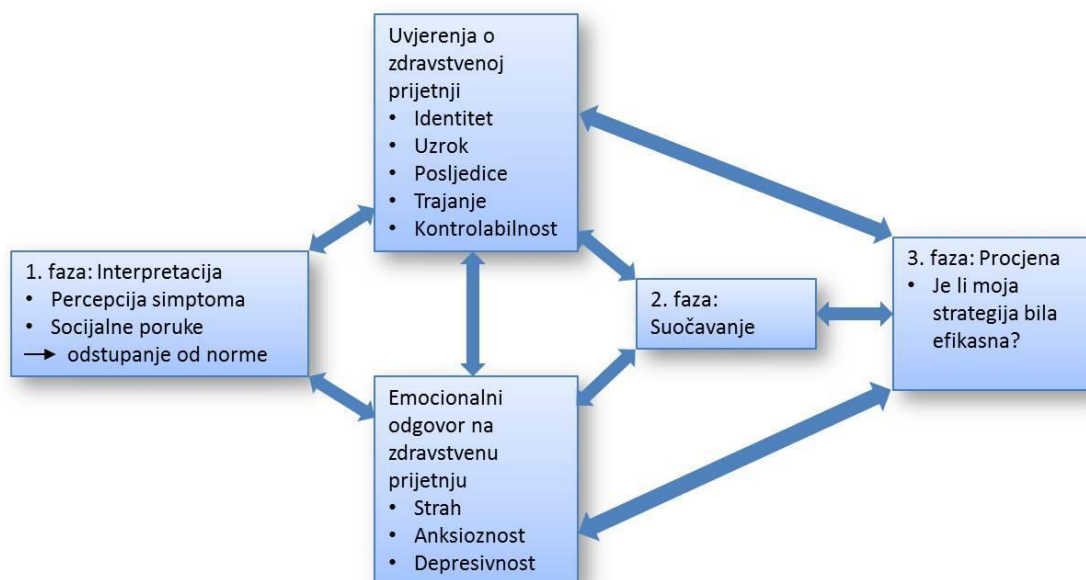 Uvjerenja o
zdravstvenoj
prijetnji
• Identitet
• Uzrok
• Posljedice
• Trajanje
• Kontrolabilnost
1. faza: Interpretacija
• Percepcija simptoma
• Socijalne poruke
→ odstupanje od norme
2. faza:
Suočavanje
3. faza: Procjena
• Je li moja
strategija bila
efikasna?
Emocionalni
odgovor na
zdravstvenu
prijetnju
• Strah
• Anksioznost
• Depresivnost